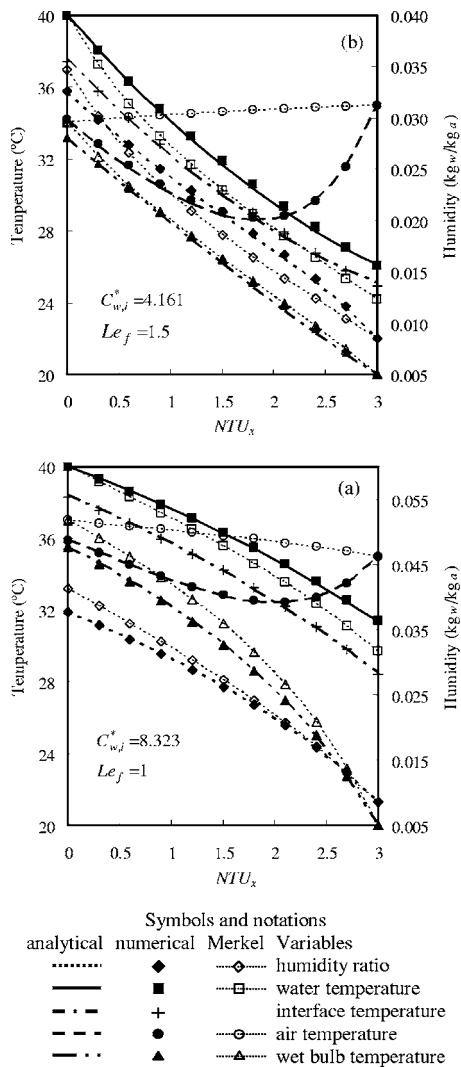 (b)
40
36
32
28
24
20
Temperature (°C)
0.040
0.035
0.030
0.025
0.020
0.015
0.010
0.005
Humidity (kgw/kga)
C*w,i=4.161
Lef=1.5
0 0.5 1 1.5 2 2.5 3
NTUx
(a)
40
36
32
28
24
20
Temperature (°C)
0.055
0.045
0.035
0.025
0.015
0.005
Humidity (kgw/kga)
C*w,i=8.323
Lef=1
0 0.5 1 1.5 2 2.5 3
NTUx
Symbols and notations
analytical numerical Merkel Variables
humidity ratio
water temperature
interface temperature
air temperature
wet bulb temperature